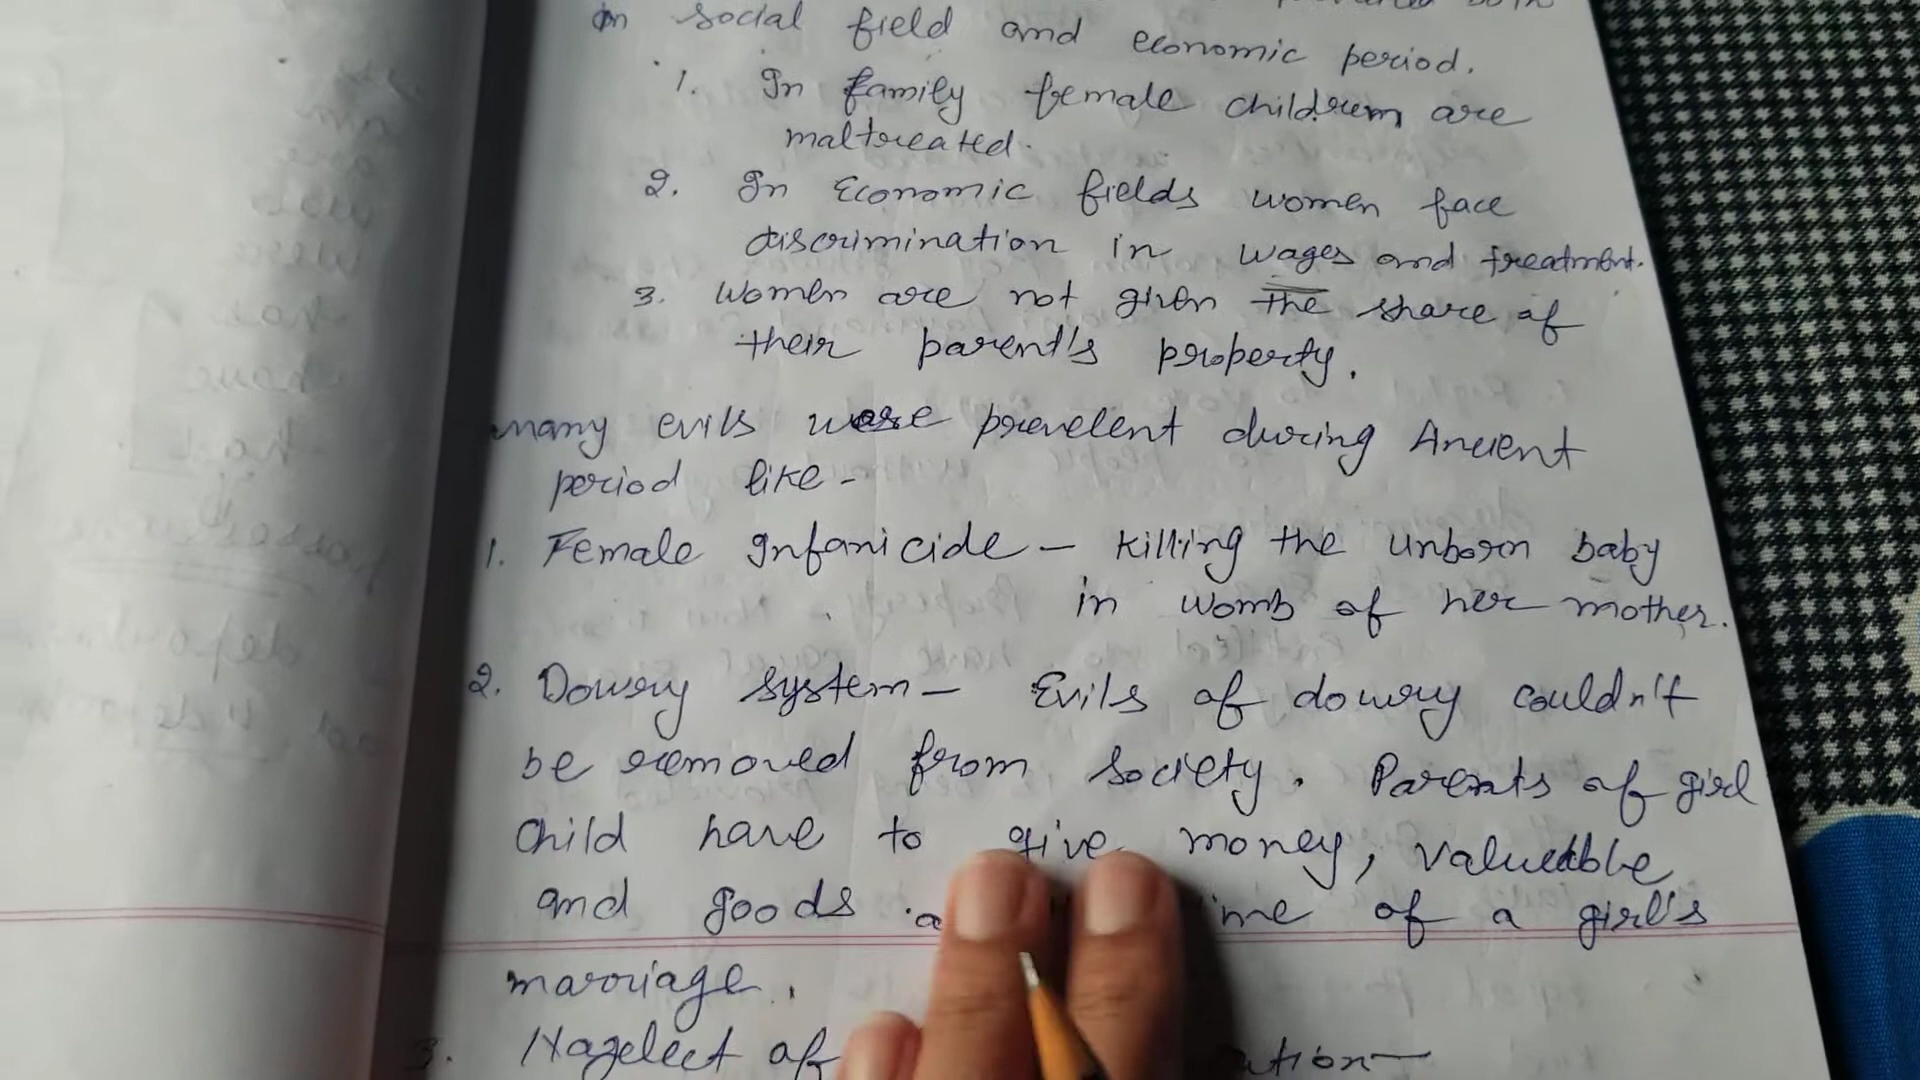 in social field and economic period.
1. In family female childrem are
maltreated.
2. In Economic fields women face
discrimination in wages and treatment.
3. Women are not given the share of
their parent's property.
many evils were prevelent during Ancient
period like -
1. Female Infanicide - Killing the unborn baby
in womb of her mother.
2. Dowry system - Evils of dowry couldn't
be removed from society. Parents of girl
child have to give money, valueable
and goods of a girl's
marriage.
3. Nagelect of